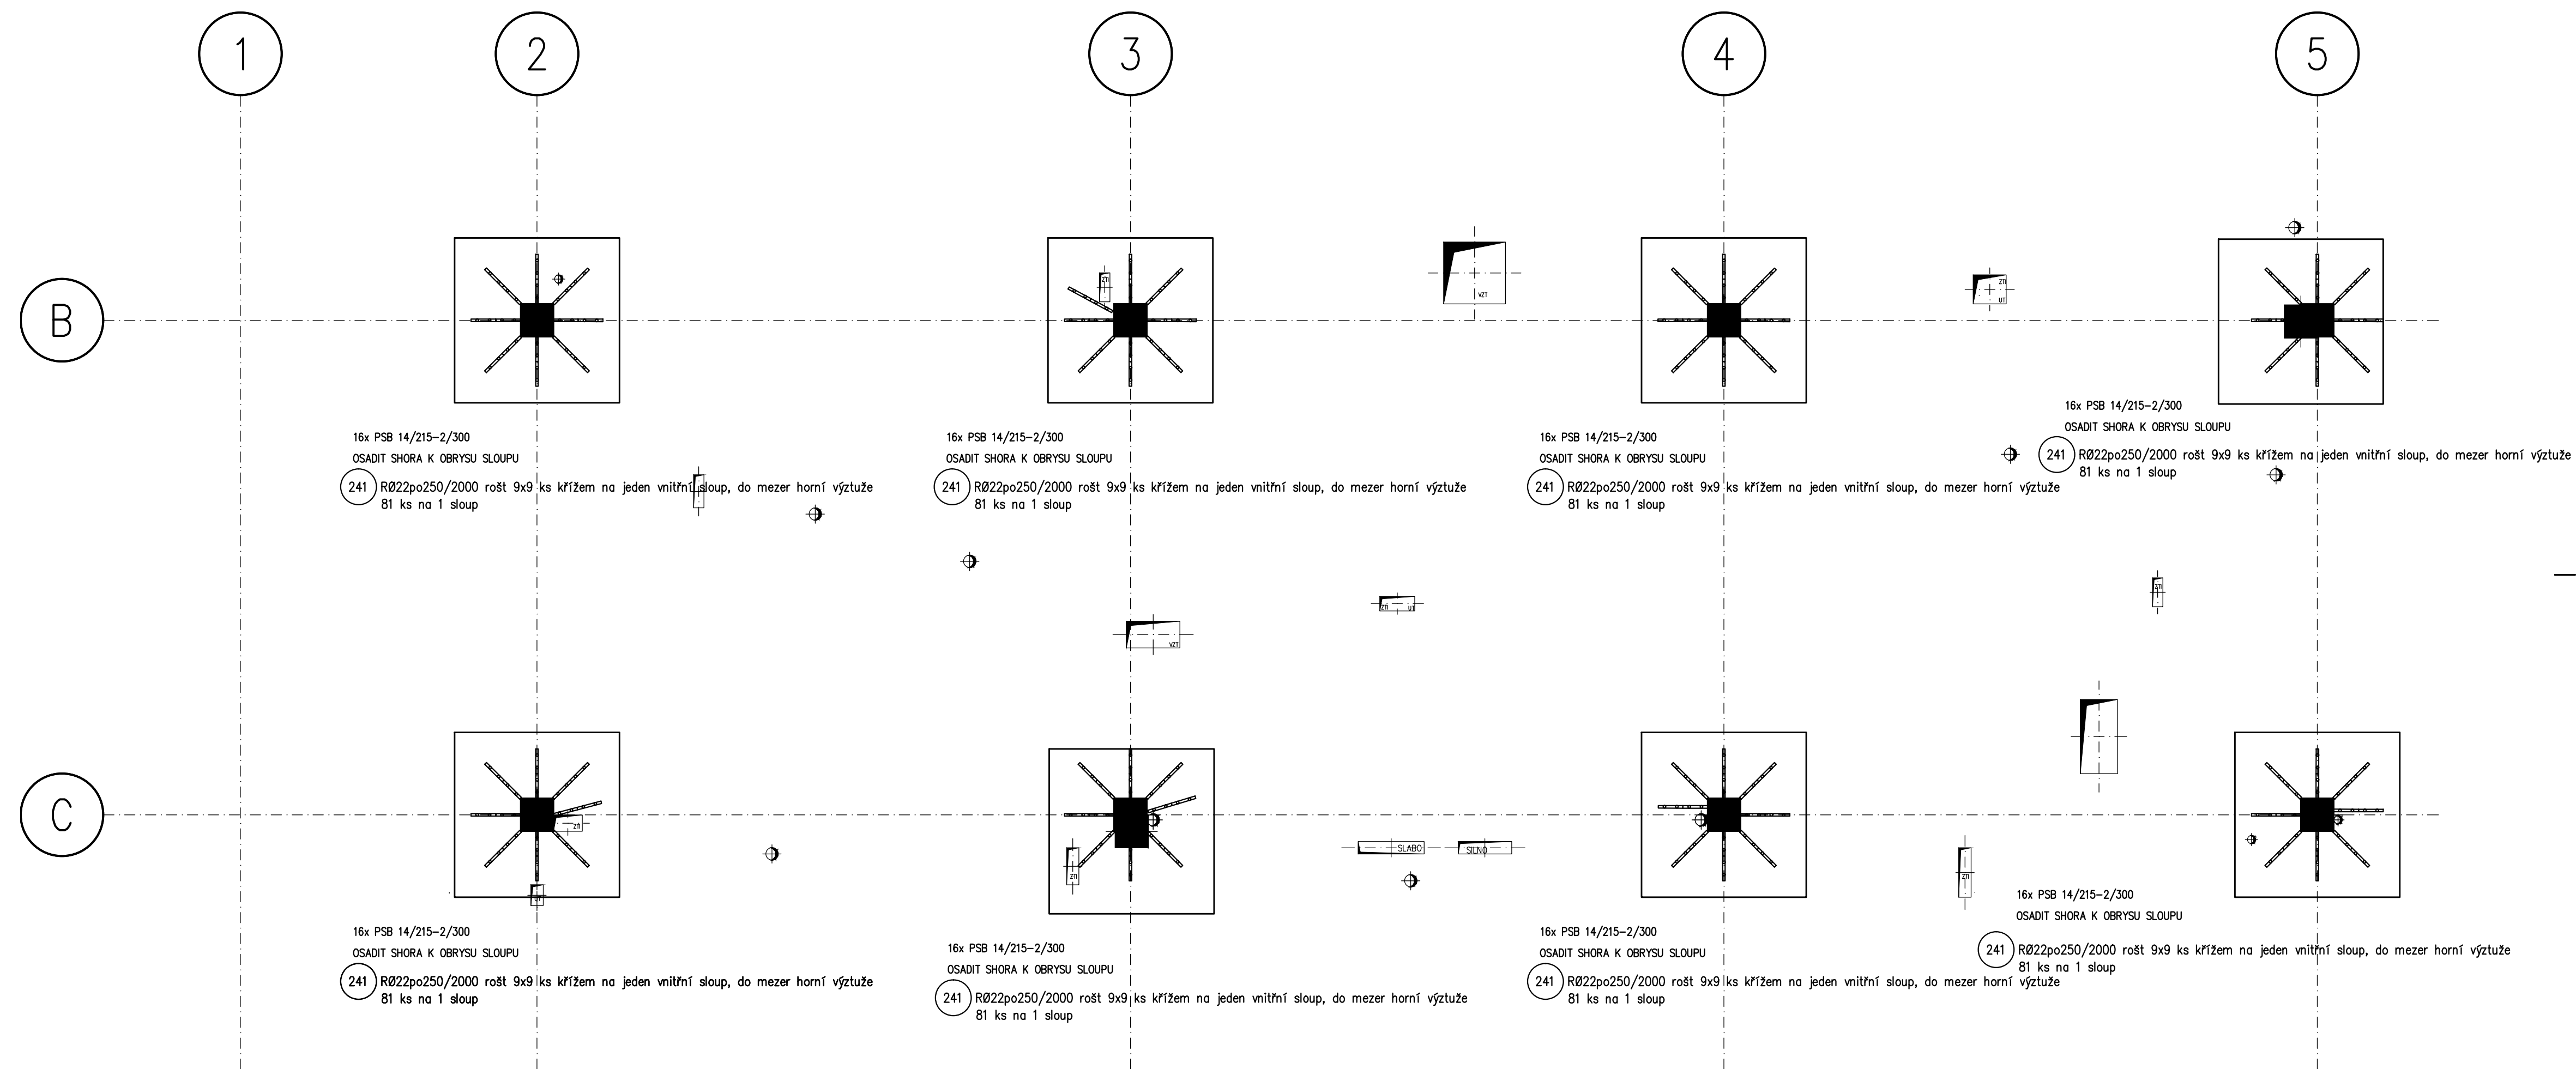 1
2
3
4
5
B
VZT
ZTI
ZTI
UT
16x PSB 14/215-2/300
OSADIT SHORA K OBRYSU SLOUPU
241 RØ22po250/2000 rošt 9x9 ks křížem na jeden vnitřní sloup, do mezer horní výztuže
81 ks na 1 sloup
16x PSB 14/215-2/300
OSADIT SHORA K OBRYSU SLOUPU
241 RØ22po250/2000 rošt 9x9 ks křížem na jeden vnitřní sloup, do mezer horní výztuže
81 ks na 1 sloup
16x PSB 14/215-2/300
OSADIT SHORA K OBRYSU SLOUPU
241 RØ22po250/2000 rošt 9x9 ks křížem na jeden vnitřní sloup, do mezer horní výztuže
81 ks na 1 sloup
16x PSB 14/215-2/300
OSADIT SHORA K OBRYSU SLOUPU
241 RØ22po250/2000 rošt 9x9 ks křížem na jeden vnitřní sloup, do mezer horní výztuže
81 ks na 1 sloup
VZT
ZTI UT
ZTI
C
ZTI
UT
ZTI
SLABO
SILNO
ZTI
16x PSB 14/215-2/300
OSADIT SHORA K OBRYSU SLOUPU
241 RØ22po250/2000 rošt 9x9 ks křížem na jeden vnitřní sloup, do mezer horní výztuže
81 ks na 1 sloup
16x PSB 14/215-2/300
OSADIT SHORA K OBRYSU SLOUPU
241 RØ22po250/2000 rošt 9x9 ks křížem na jeden vnitřní sloup, do mezer horní výztuže
81 ks na 1 sloup
16x PSB 14/215-2/300
OSADIT SHORA K OBRYSU SLOUPU
241 RØ22po250/2000 rošt 9x9 ks křížem na jeden vnitřní sloup, do mezer horní výztuže
81 ks na 1 sloup
16x PSB 14/215-2/300
OSADIT SHORA K OBRYSU SLOUPU
241 RØ22po250/2000 rošt 9x9 ks křížem na jeden vnitřní sloup, do mezer horní výztuže
81 ks na 1 sloup